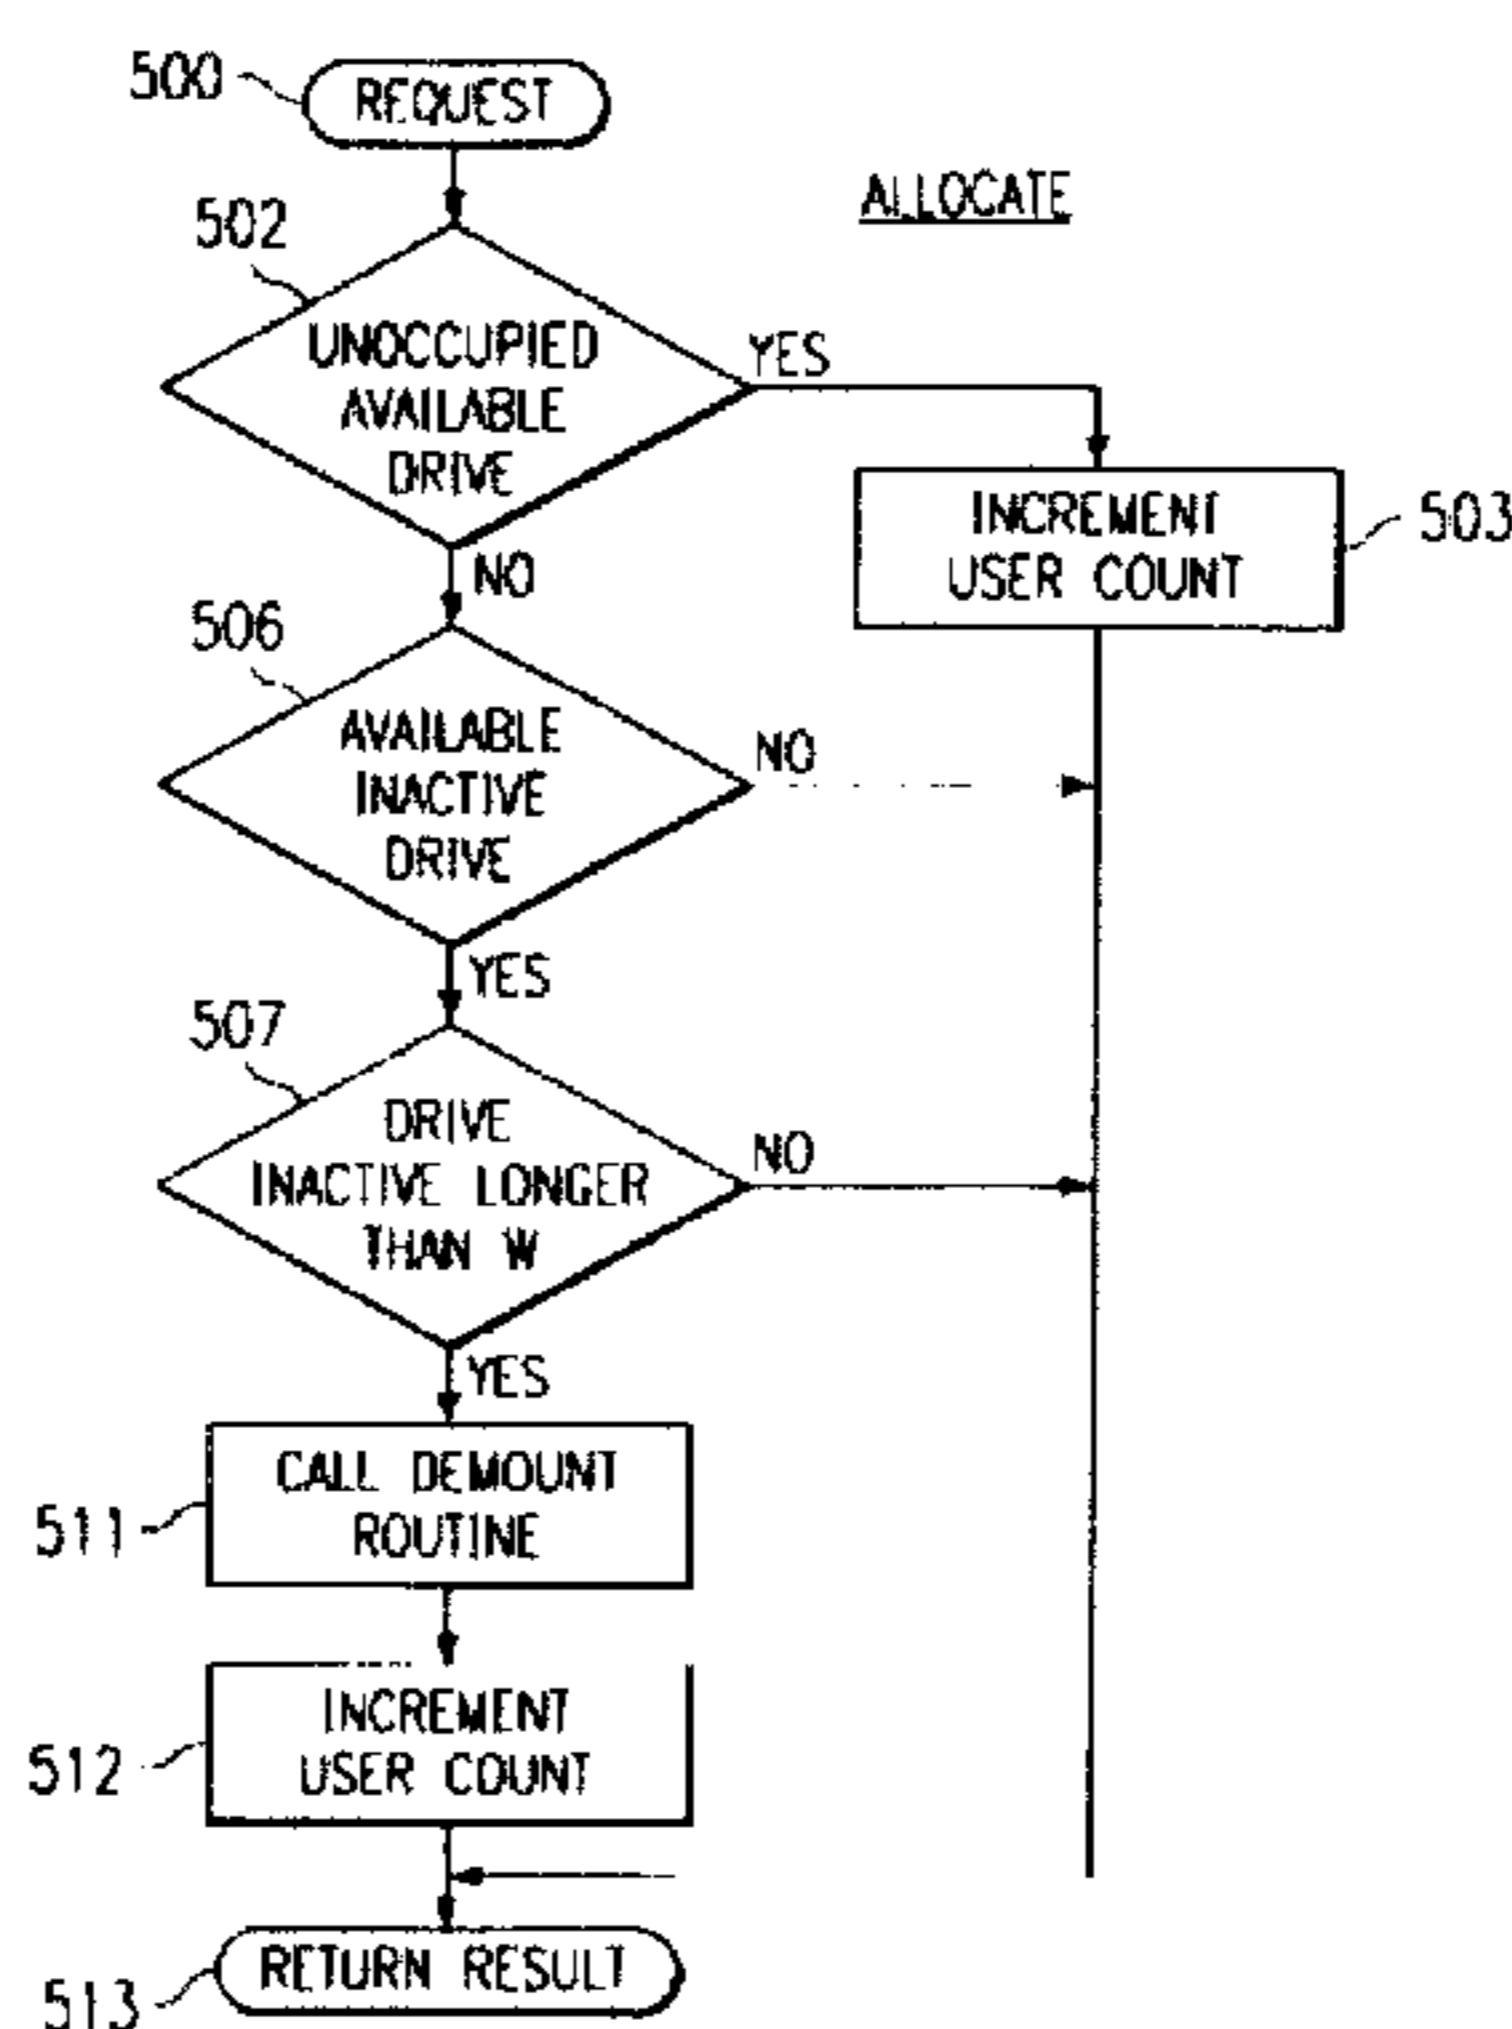 500
REQUEST
ALLOCATE
502
UNOCCUPIED
AVAILABLE
DRIVE
YES
INCREMENT
USER COUNT
503
NO
506
AVAILABLE
INACTIVE
DRIVE
NO
YES
507
DRIVE
INACTIVE LONGER
THAN W
NO
YES
CALL DEMOUNT
ROUTINE
511
INCREMENT
USER COUNT
512
RETURN RESULT
513